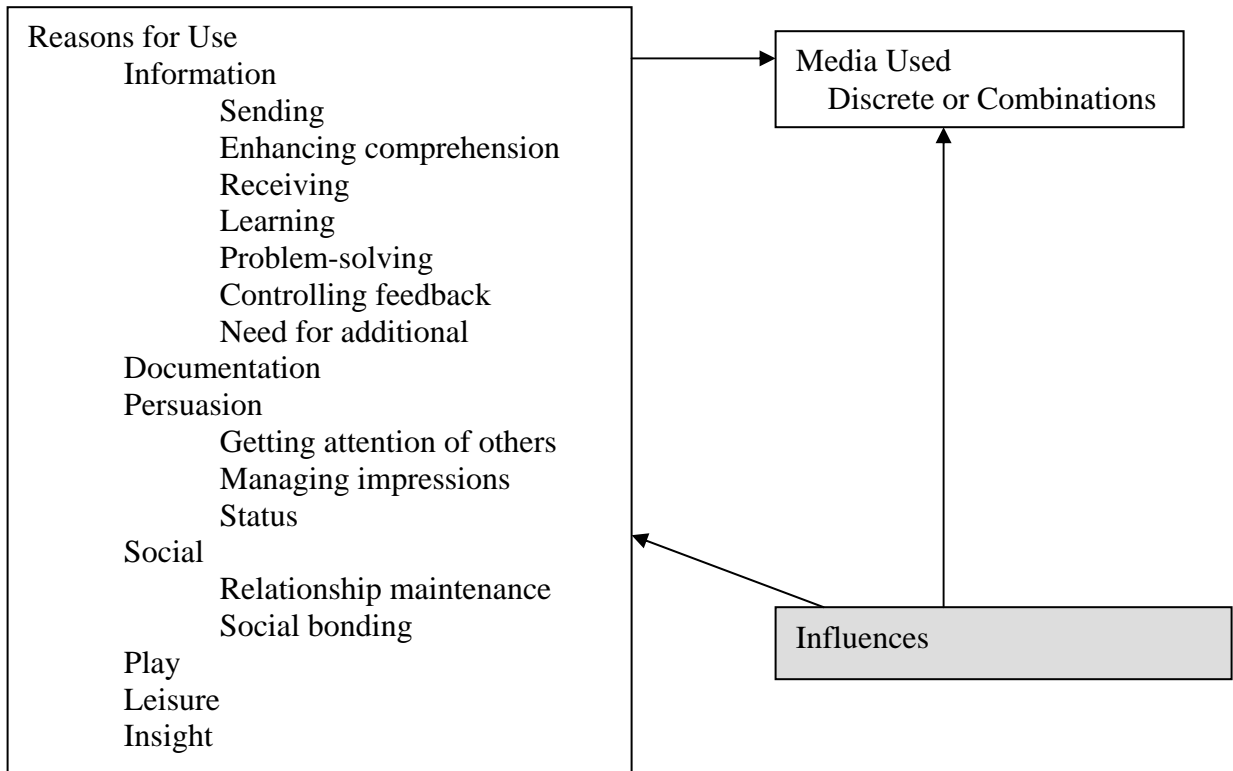 Reasons for Use
Information
Sending
Enhancing comprehension
Receiving
Learning
Problem-solving
Controlling feedback
Need for additional
Documentation
Persuasion
Getting attention of others
Managing impressions
Status
Social
Relationship maintenance
Social bonding
Play
Leisure
Insight
Media Used
Discrete or Combinations
Influences